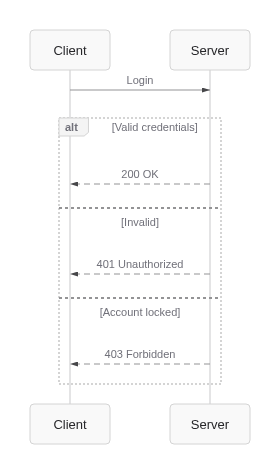 Client Server
Login
alt [Valid credentials]
200 OK
[Invalid]
401 Unauthorized
[Account locked]
403 Forbidden
Client Server